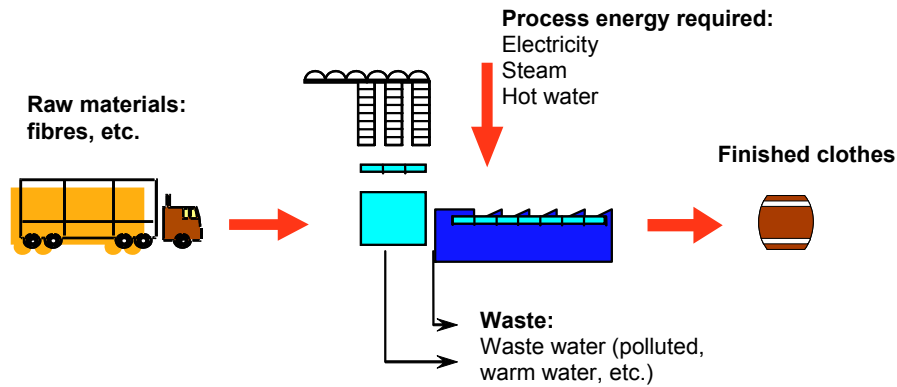 Process energy required:
Electricity
Steam
Hot water
Raw materials:
fibres, etc.
Finished clothes
Waste:
Waste water (polluted,
warm water, etc.)